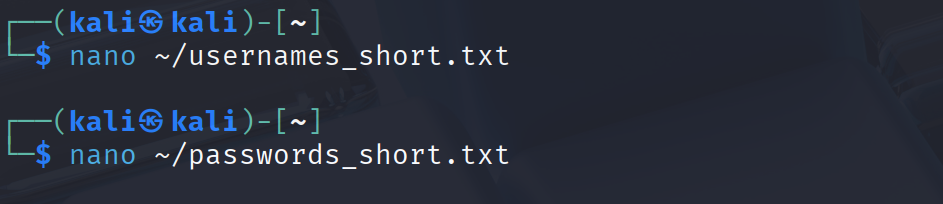 ┌──(kali㉿kali)-[~]
└─$ nano ~/usernames_short.txt
┌──(kali㉿kali)-[~]
└─$ nano ~/passwords_short.txt